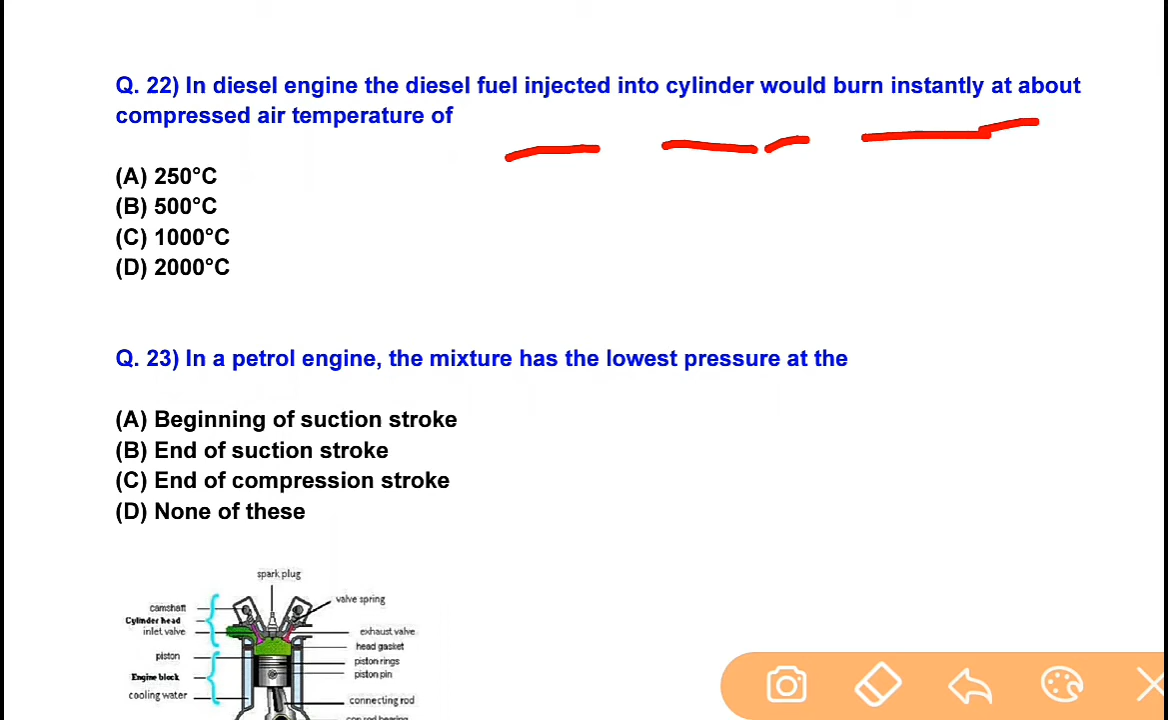 Q. 22) In diesel engine the diesel fuel injected into cylinder would burn instantly at about
compressed air temperature of
(A) 250°C
(B) 500°C
(C) 1000°C
(D) 2000°C
Q. 23) In a petrol engine, the mixture has the lowest pressure at the
(A) Beginning of suction stroke
(B) End of suction stroke
(C) End of compression stroke
(D) None of these
spark plug
valve spring
camshaft
Cylinder head
inlet valve
exhaust valve
head gasket
piston
piston rings
Engine block
piston pin
cooling water
connecting rod
con rod bearing